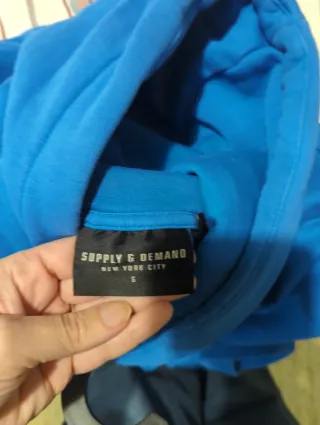 SUPPLY & DEMAND
NEW YORK CITY
S